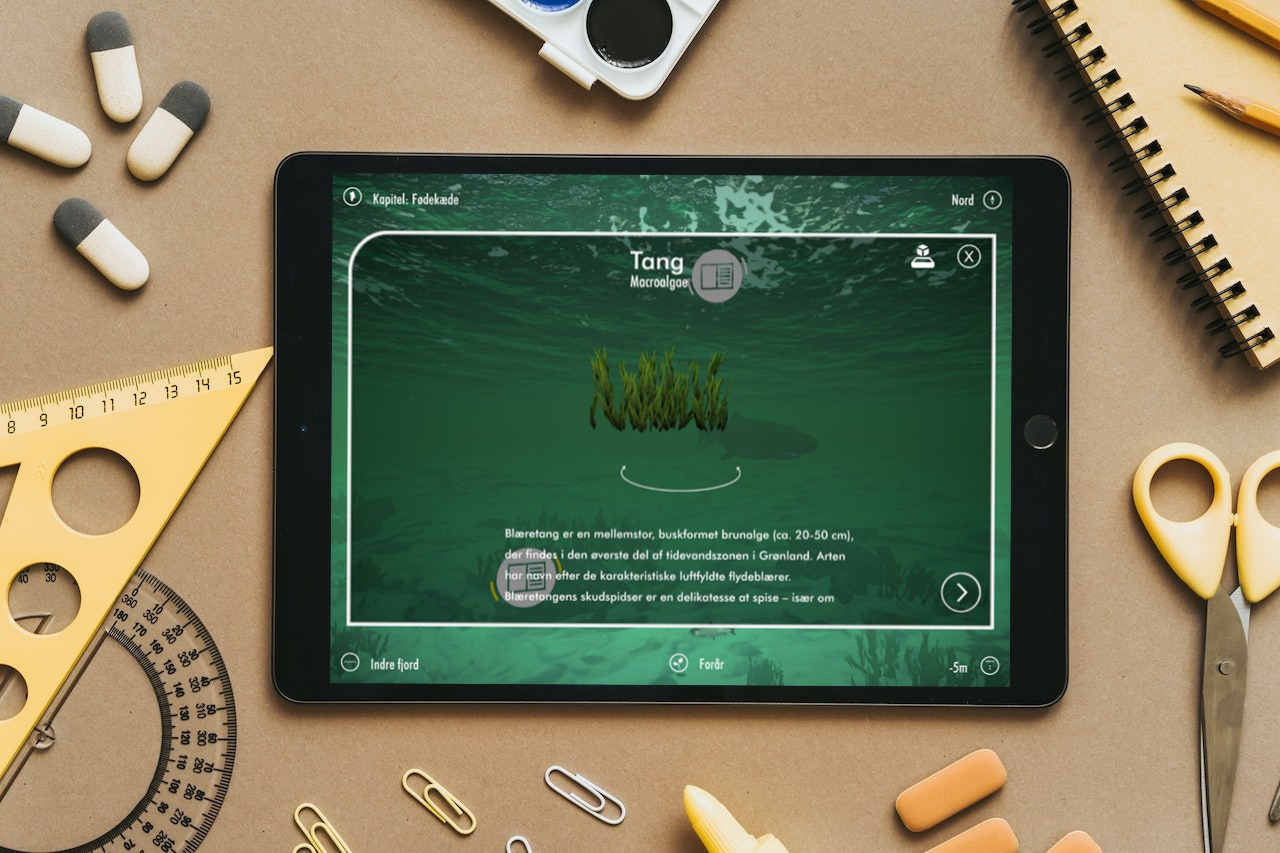 Kapitel: Fødekæde
Nord
Tang
Macroalgae
X
Blæretang er en mellemstor, buskformet brunalge (ca. 20-50 cm),
der findes i den øverste del af tidevandszonen i Grønland. Arten
har navn efter de karakteristiske luftfyldte flydeblærer.
Blæretangens skudspidser er en delikatesse at spise – især om
Indre fjord
Forår
-5m
8 9 10 11 12 13 14 15